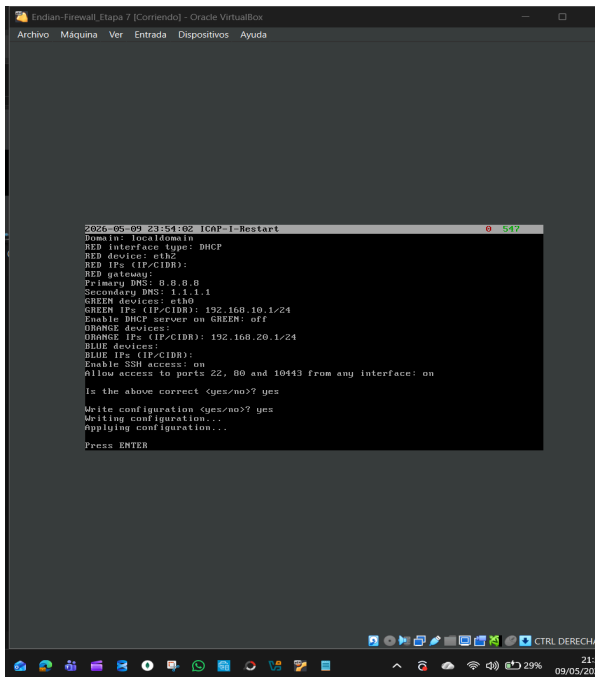 Endian-Firewall_Etapa 7 [Corriendo] - Oracle VirtualBox
Archivo Máquina Ver Entrada Dispositivos Ayuda
2026-05-09 23:54:02 ICAP-I-Restart 0 547
Domain: localdomain
RED interface type: DHCP
RED device: eth2
RED IPs (IP/CIDR):
RED gateway:
Primary DNS: 8.8.8.8
Secondary DNS: 1.1.1.1
GREEN devices: eth0
GREEN IPs (IP/CIDR): 192.168.10.1/24
Enable DHCP server on GREEN: off
ORANGE devices:
ORANGE IPs (IP/CIDR): 192.168.20.1/24
BLUE devices:
BLUE IPs (IP/CIDR):
Enable SSH access: on
Allow access to ports 22, 80 and 10443 from any interface: on
Is the above correct <yes/no>? yes
Write configuration <yes/no>? yes
Writing configuration...
Applying configuration...
Press ENTER
CTRL DERECHA
29%
21:
09/05/202